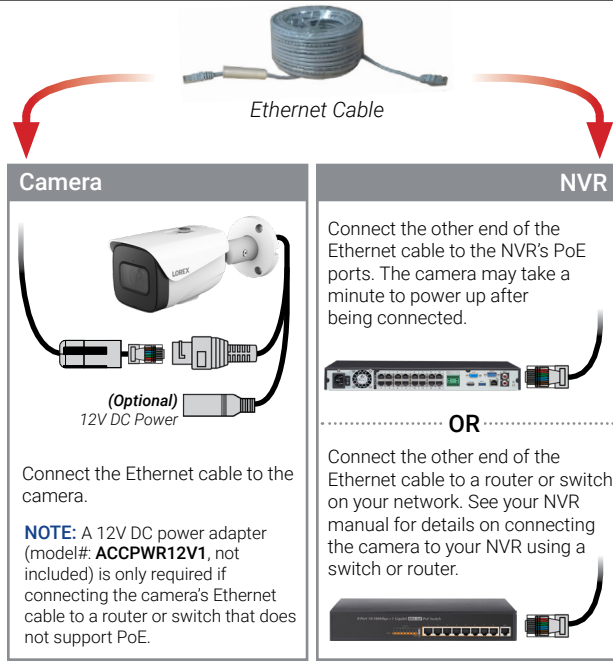 Ethernet Cable
Camera
LOREX
(Optional)
12V DC Power
Connect the Ethernet cable to the
camera.
NOTE: A 12V DC power adapter
(model#: ACCPWR12V1, not
included) is only required if
connecting the camera's Ethernet
cable to a router or switch that does
not support PoE.
NVR
Connect the other end of the
Ethernet cable to the NVR's PoE
ports. The camera may take a
minute to power up after
being connected.
OR
Connect the other end of the
Ethernet cable to a router or switch
on your network. See your NVR
manual for details on connecting
the camera to your NVR using a
switch or router.